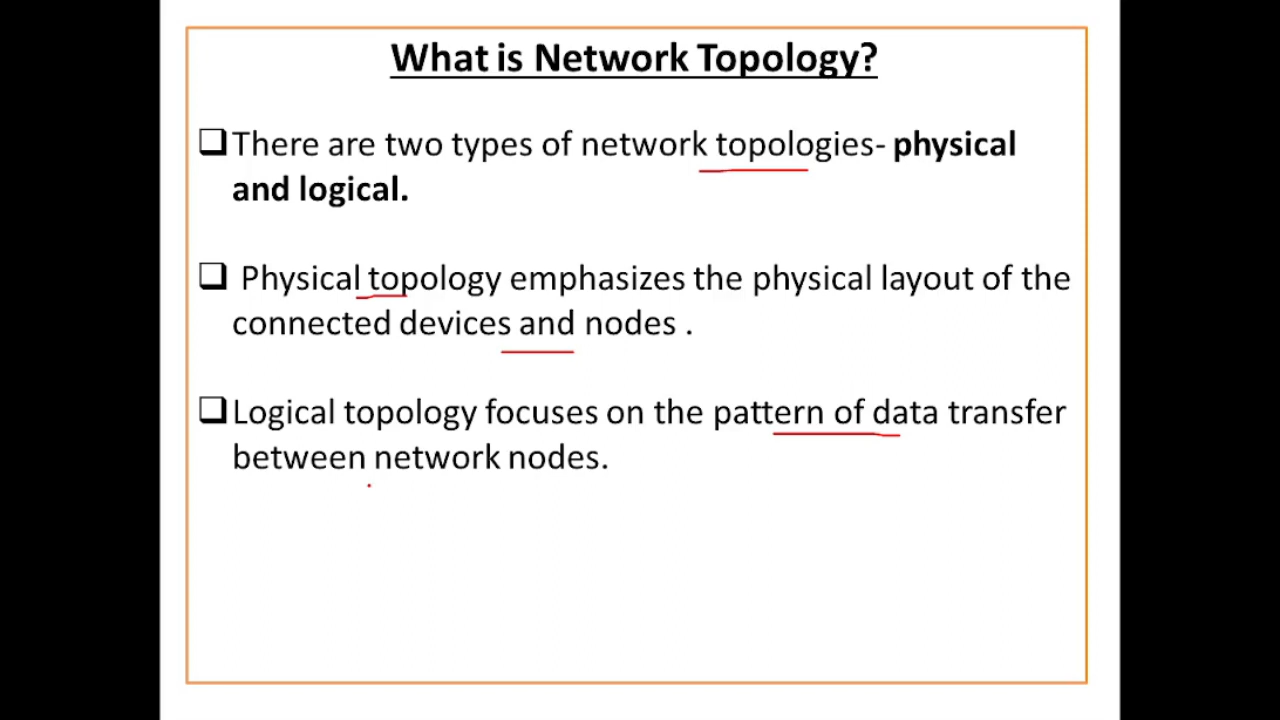 What is Network Topology?
❑There are two types of network topologies- physical
and logical.
❑ Physical topology emphasizes the physical layout of the
connected devices and nodes .
❑Logical topology focuses on the pattern of data transfer
between network nodes.